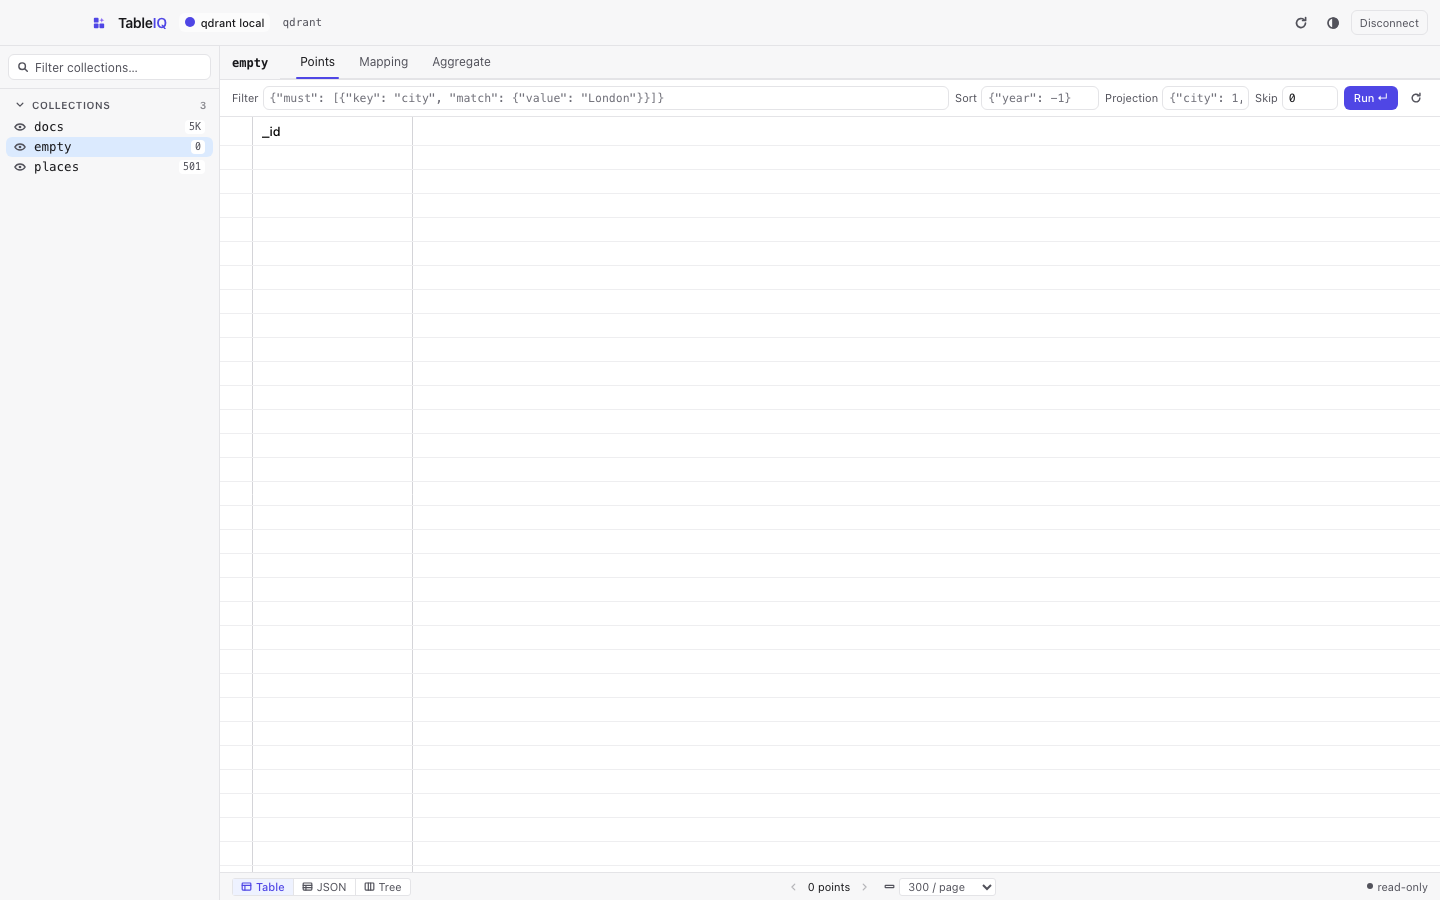 TableIQ qdrant local qdrant Disconnect
Filter collections...
COLLECTIONS 3
docs 5K
empty 0
places 501
empty Points Mapping Aggregate
Filter {"must": [{"key": "city", "match": {"value": "London"}}]} Sort {"year": -1} Projection {"city": 1, Skip 0 Run ↵
_id
Table JSON Tree 0 points 300 / page read-only